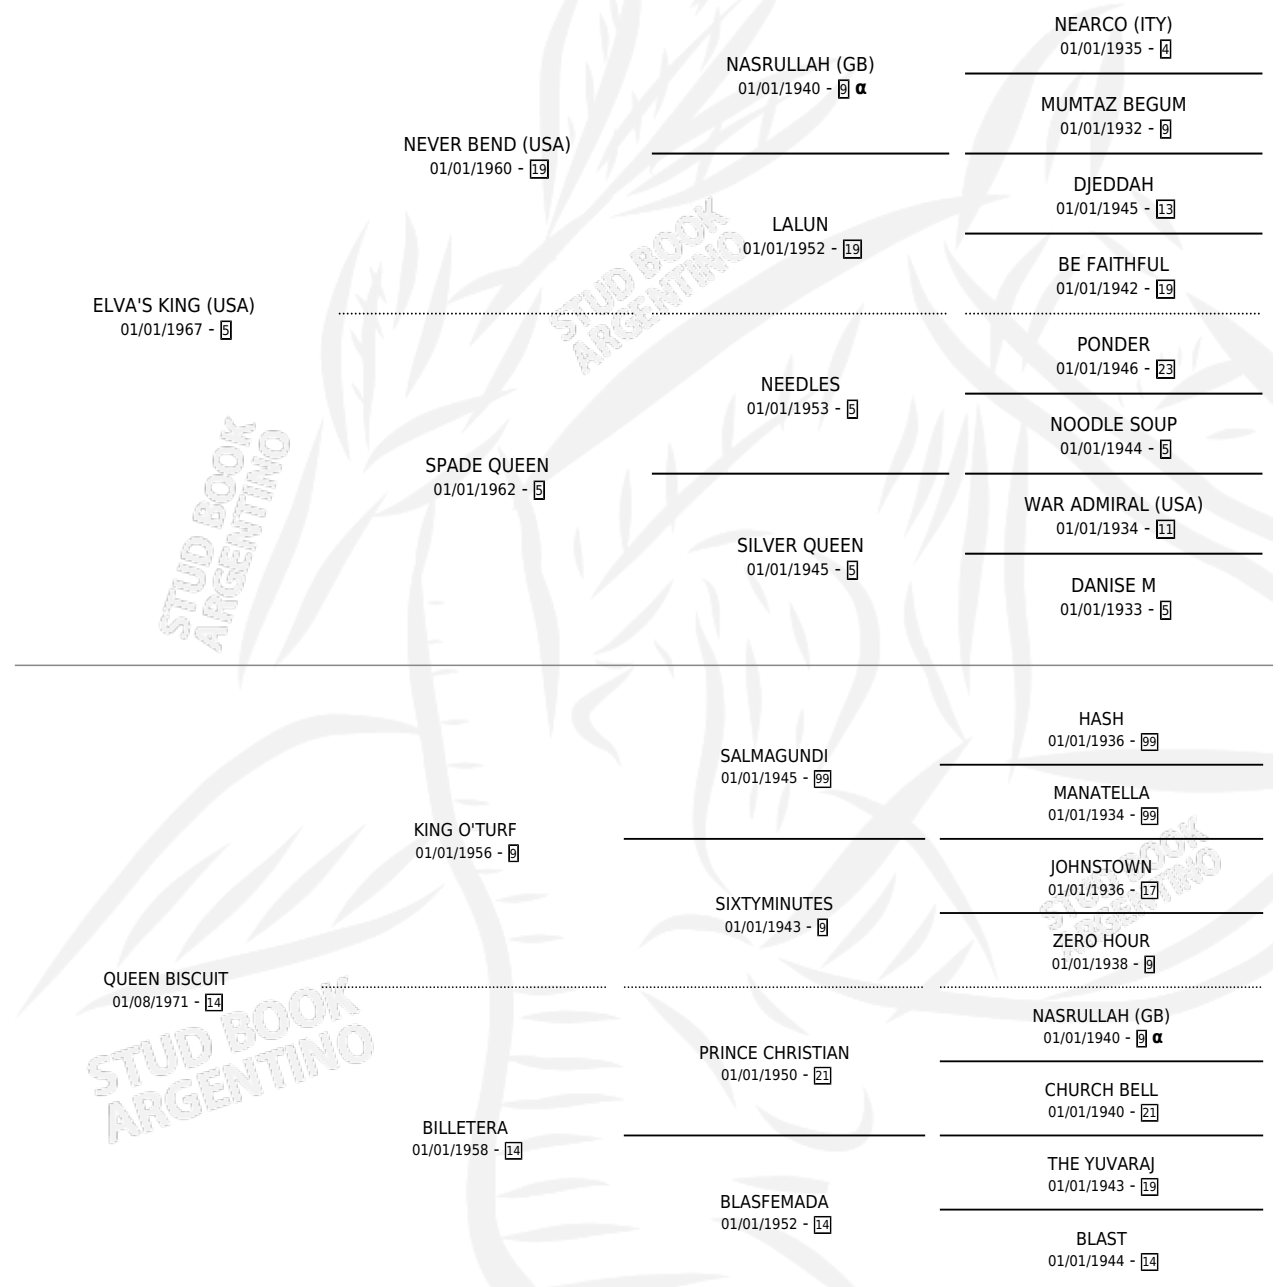 NEARCO (ITY)
01/01/1935 - 4
NASRULLAH (GB)
01/01/1940 - 9 α
MUMTAZ BEGUM
01/01/1932 - 9
NEVER BEND (USA)
01/01/1960 - 19
DJEDDAH
01/01/1945 - 13
LALUN
01/01/1952 - 19
BE FAITHFUL
01/01/1942 - 19
ELVA'S KING (USA)
01/01/1967 - 5
STUD BOOK
ARGENTINO
PONDER
01/01/1946 - 23
NEEDLES
01/01/1953 - 5
NOODLE SOUP
01/01/1944 - 5
SPADE QUEEN
01/01/1962 - 5
STUD BOOK
ARGENTINO
WAR ADMIRAL (USA)
01/01/1934 - 11
SILVER QUEEN
01/01/1945 - 5
DANISE M
01/01/1933 - 5
HASH
01/01/1936 - 99
SALMAGUNDI
01/01/1945 - 99
MANATELLA
01/01/1934 - 99
KING O'TURF
01/01/1956 - 9
JOHNSTOWN
01/01/1936 - 17
STUD BOOK
ARGENTINO
SIXTYMINUTES
01/01/1943 - 9
ZERO HOUR
01/01/1938 - 9
QUEEN BISCUIT
01/08/1971 - 14
STUD BOOK
ARGENTINO
NASRULLAH (GB)
01/01/1940 - 9 α
PRINCE CHRISTIAN
01/01/1950 - 21
CHURCH BELL
01/01/1940 - 21
BILLETERA
01/01/1958 - 14
THE YUVARAJ
01/01/1943 - 19
BLASFEMADA
01/01/1952 - 14
BLAST
01/01/1944 - 14